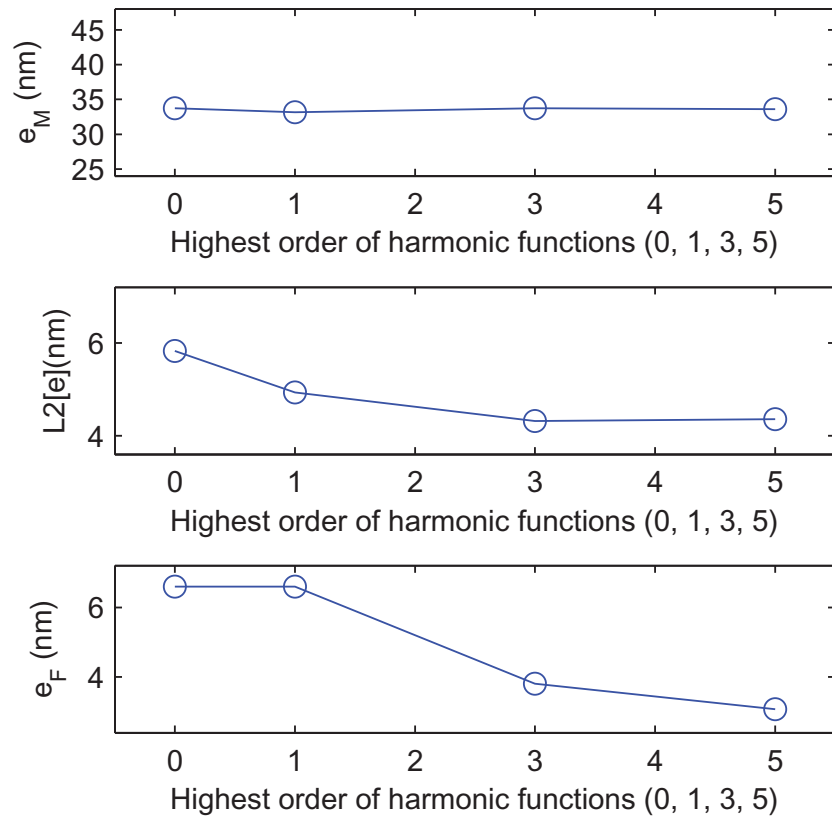 e_M (nm)
45
40
35
30
25
0 1 2 3 4 5
Highest order of harmonic functions (0, 1, 3, 5)
L2[e](nm)
6
4
0 1 2 3 4 5
Highest order of harmonic functions (0, 1, 3, 5)
e_F (nm)
6
4
0 1 2 3 4 5
Highest order of harmonic functions (0, 1, 3, 5)